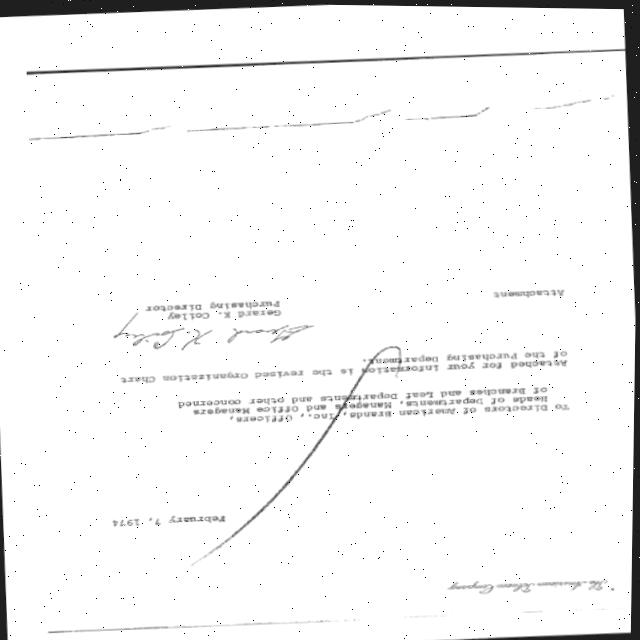 The American Tobacco Company
February 7, 1974
To Directors of American Brands, Inc., Officers,
Heads of Departments, Managers and Office Managers
of Branches and Leaf Departments and other concerned
Attached for your information is the revised Organization Chart
of the Purchasing Department.
Gerard K. Colley
Gerard K. Colley
Purchasing Director
Attachment